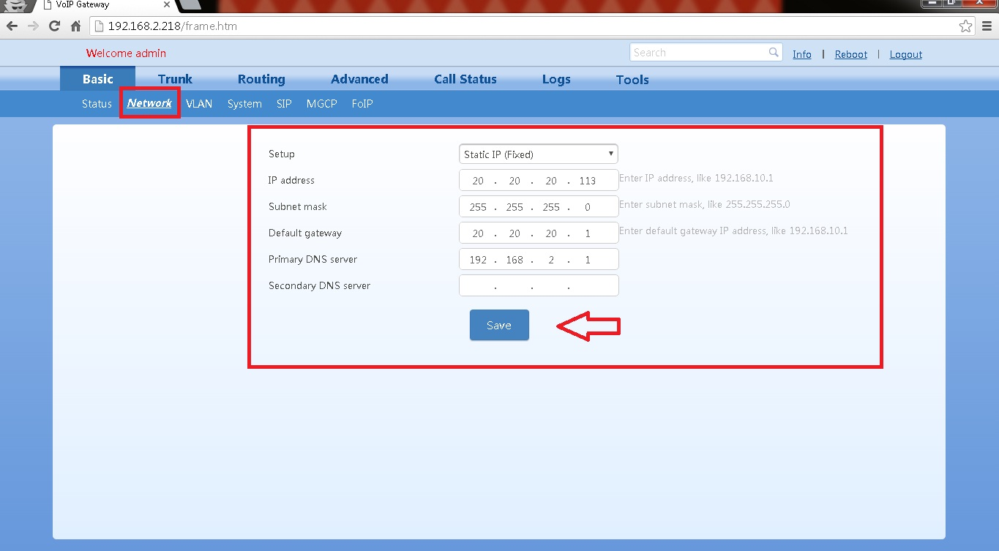 VoIP Gateway
192.168.2.218/frame.htm
Welcome admin
Search
Info | Reboot | Logout
Basic Trunk Routing Advanced Call Status Logs Tools
Status Network VLAN System SIP MGCP FoIP
Setup Static IP (Fixed)
IP address 20 . 20 . 20 . 113 Enter IP address, like 192.168.10.1
Subnet mask 255 . 255 . 255 . 0 Enter subnet mask, like 255.255.255.0
Default gateway 20 . 20 . 20 . 1 Enter default gateway IP address, like 192.168.10.1
Primary DNS server 192 . 168 . 2 . 1
Secondary DNS server . . .
Save